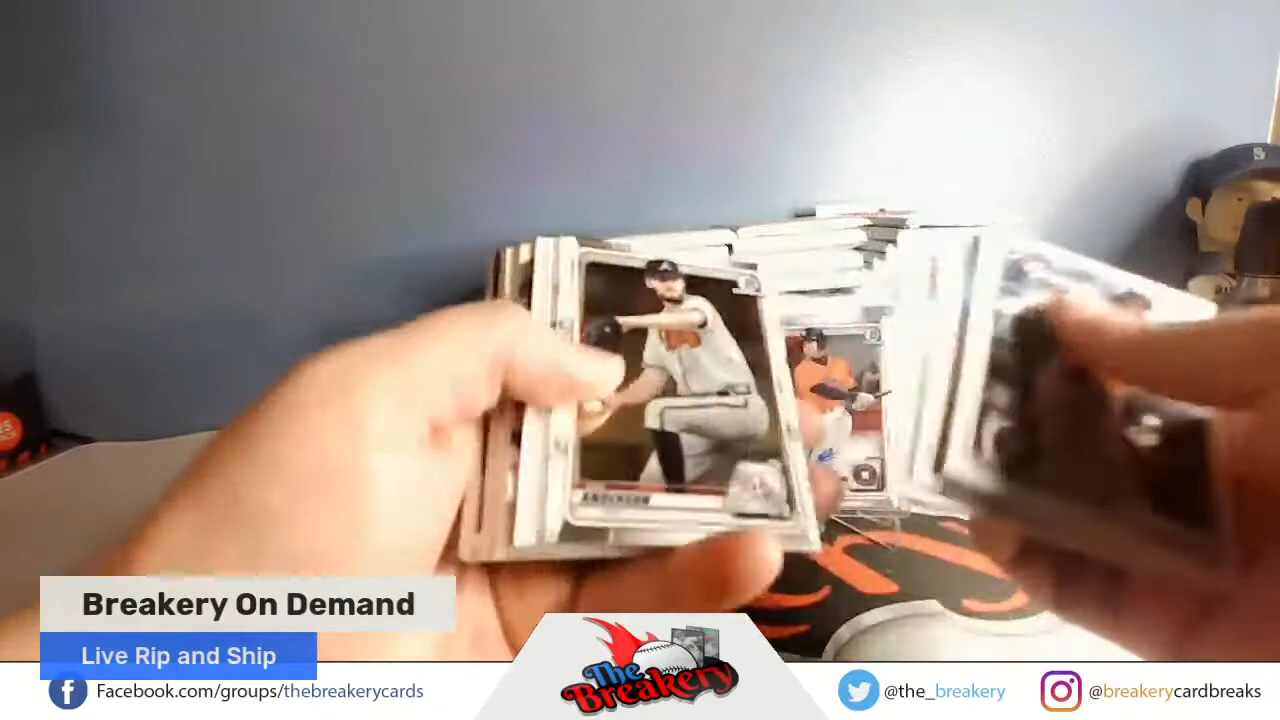 ANDERSON
Breakery On Demand
Live Rip and Ship
Facebook.com/groups/thebreakerycards
The
Breakery
@the_breakery
@breakerycardbreaks